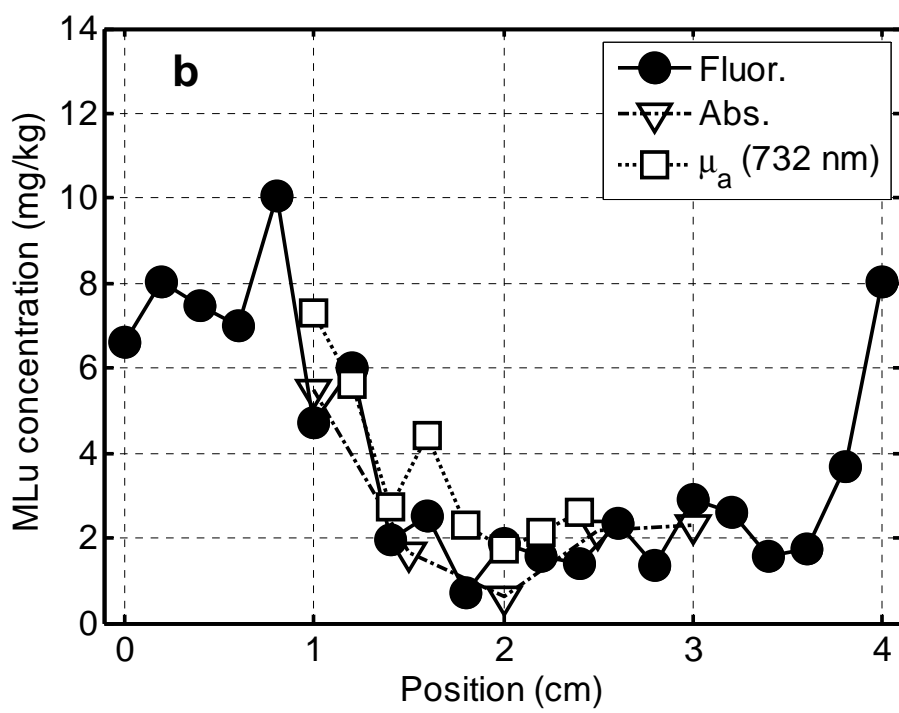 b
Fluor.
Abs.
μa (732 nm)
MLu concentration (mg/kg)
14
12
10
8
6
4
2
0
0 1 2 3 4
Position (cm)